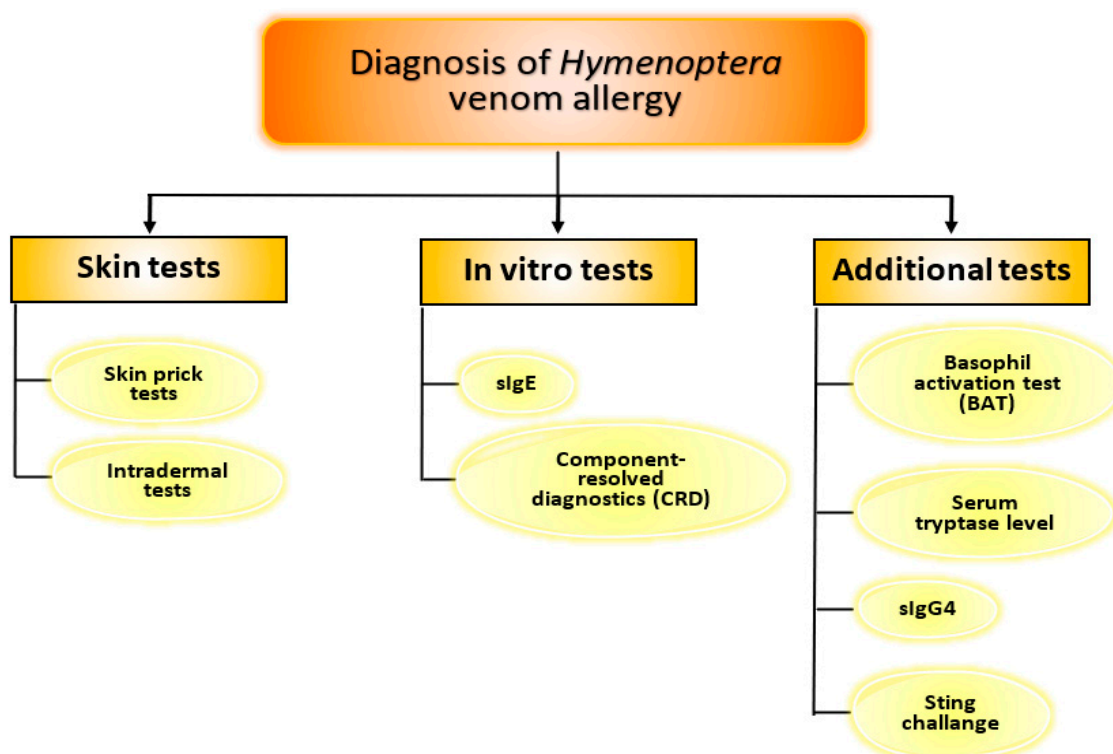 Diagnosis of Hymenoptera
venom allergy
Skin tests
Skin prick
tests
Intradermal
tests
In vitro tests
sIgE
Component-
resolved
diagnostics (CRD)
Additional tests
Basophil
activation test
(BAT)
Serum
tryptase level
sIgG4
Sting
challange